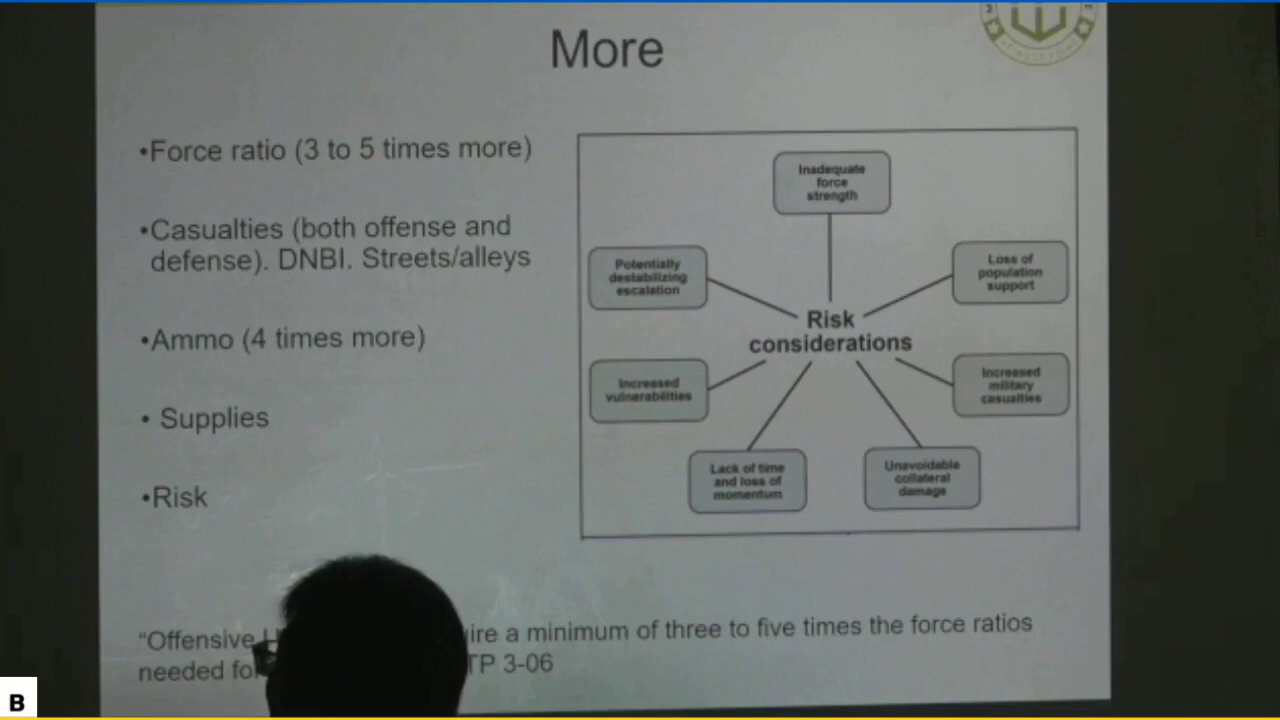 More
•Force ratio (3 to 5 times more)
•Casualties (both offense and
defense). DNBI. Streets/alleys
•Ammo (4 times more)
• Supplies
•Risk
Inadequate
force
strength
Potentially
destabilizing
escalation
Loss of
population
support
Risk
considerations
Increased
vulnerabilities
Increased
military
casualties
Lack of time
and loss of
momentum
Unavoidable
collateral
damage
“Offensive a minimum of three to five times the force ratios
needed TP 3-06
WEST POINT
B